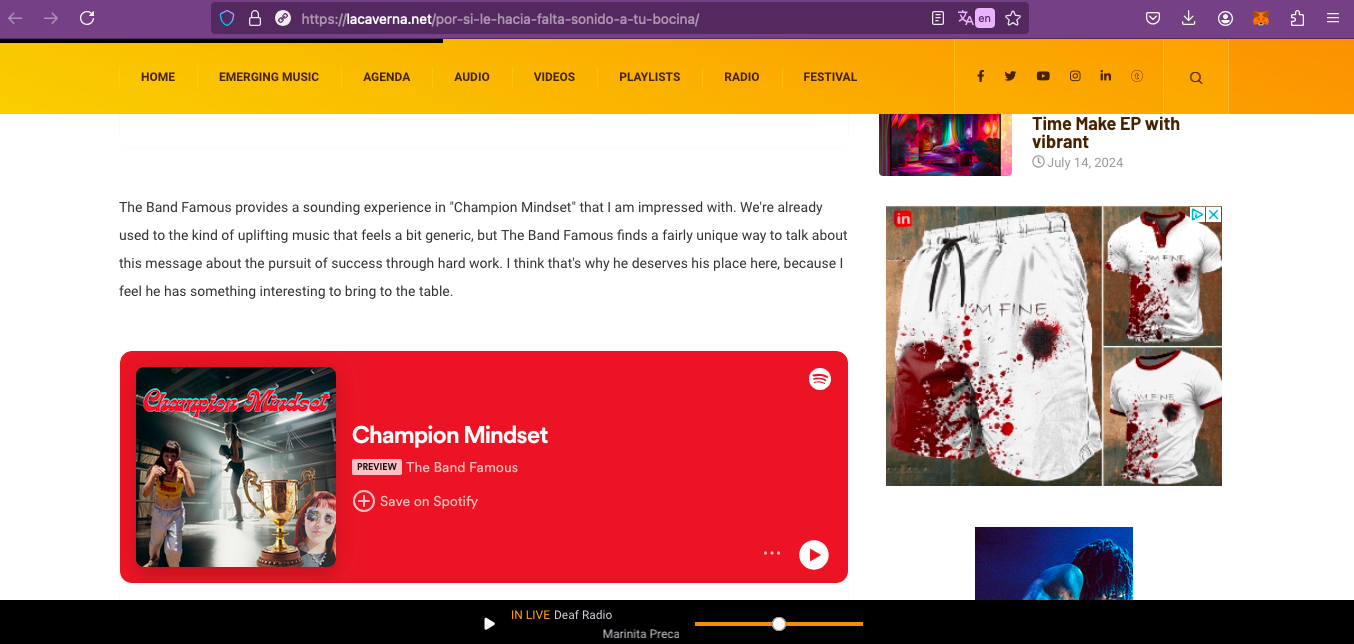 https://lacaverna.net/por-si-le-hacia-falta-sonido-a-tu-bocina/
en
HOME
EMERGING MUSIC
AGENDA
AUDIO
VIDEOS
PLAYLISTS
RADIO
FESTIVAL
Time Make EP with
vibrant
July 14, 2024
The Band Famous provides a sounding experience in "Champion Mindset" that I am impressed with. We're already
used to the kind of uplifting music that feels a bit generic, but The Band Famous finds a fairly unique way to talk about
this message about the pursuit of success through hard work. I think that's why he deserves his place here, because I
feel he has something interesting to bring to the table.
in
I'M FINE
I'M FINE
I'M FINE
Champion Mindset
Champion Mindset
PREVIEW The Band Famous
Save on Spotify
IN LIVE Deaf Radio
Marinita Preca